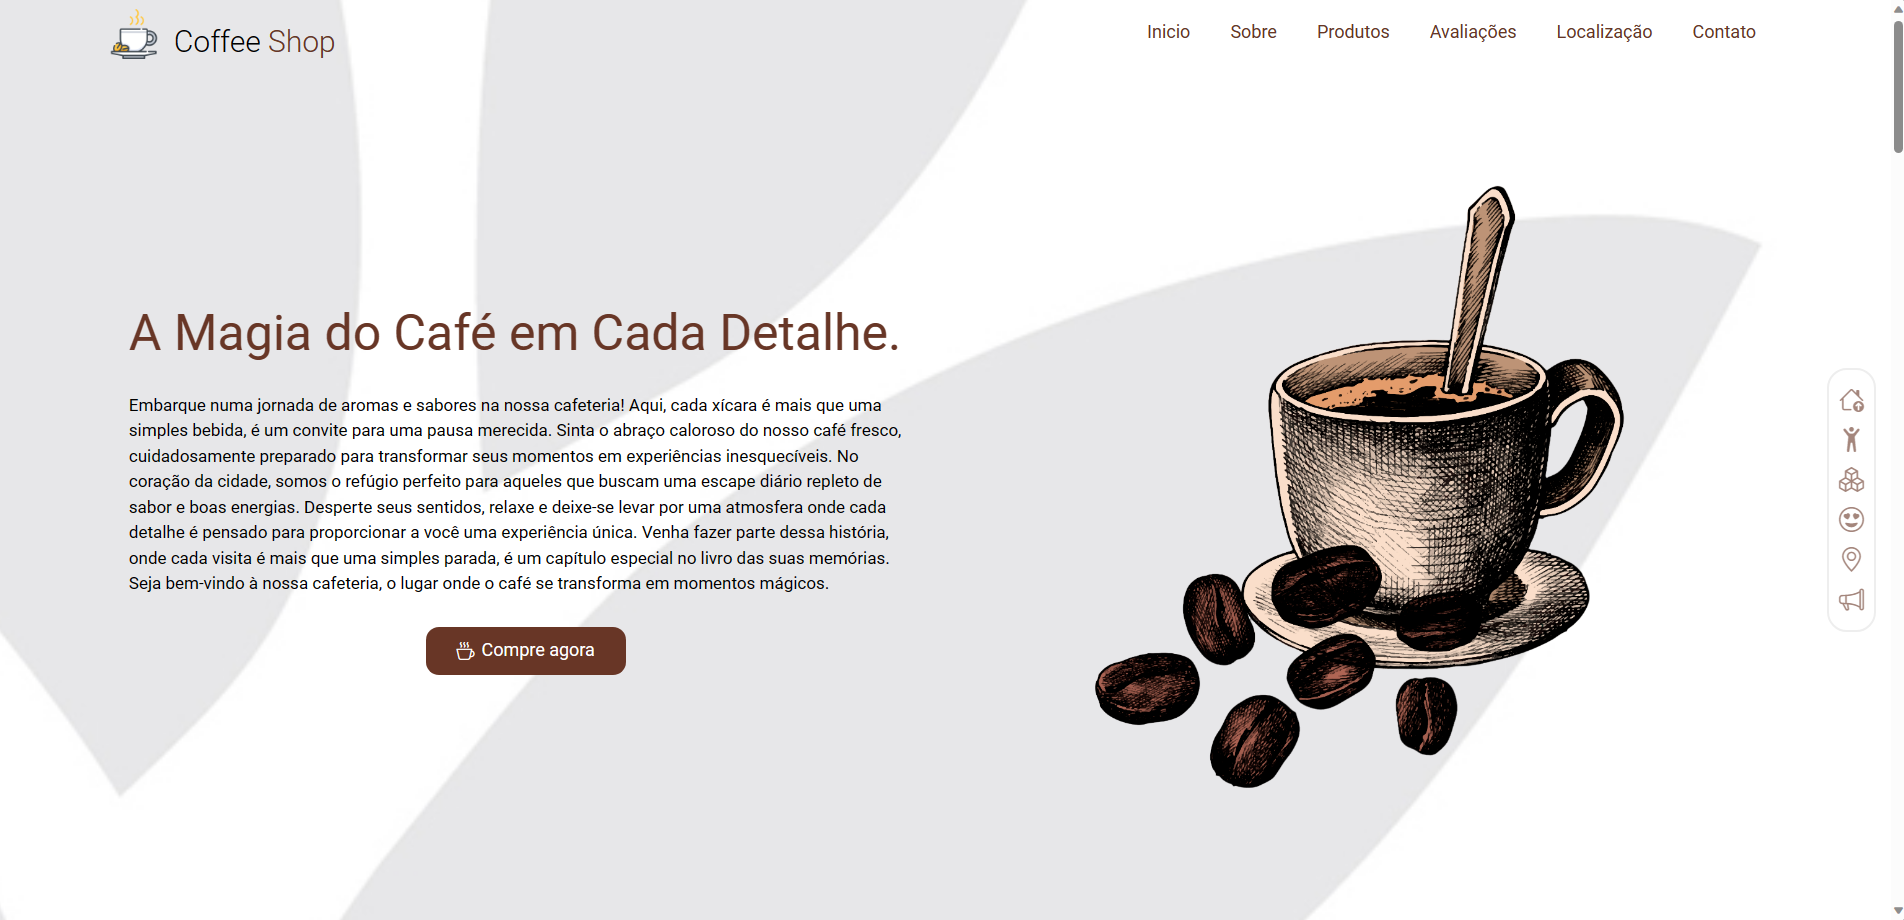 Coffee Shop
Inicio Sobre Produtos Avaliações Localização Contato
A Magia do Café em Cada Detalhe.
Embarque numa jornada de aromas e sabores na nossa cafeteria! Aqui, cada xícara é mais que uma
simples bebida, é um convite para uma pausa merecida. Sinta o abraço caloroso do nosso café fresco,
cuidadosamente preparado para transformar seus momentos em experiências inesquecíveis. No
coração da cidade, somos o refúgio perfeito para aqueles que buscam uma escape diário repleto de
sabor e boas energias. Desperte seus sentidos, relaxe e deixe-se levar por uma atmosfera onde cada
detalhe é pensado para proporcionar a você uma experiência única. Venha fazer parte dessa história,
onde cada visita é mais que uma simples parada, é um capítulo especial no livro das suas memórias.
Seja bem-vindo à nossa cafeteria, o lugar onde o café se transforma em momentos mágicos.
Compre agora